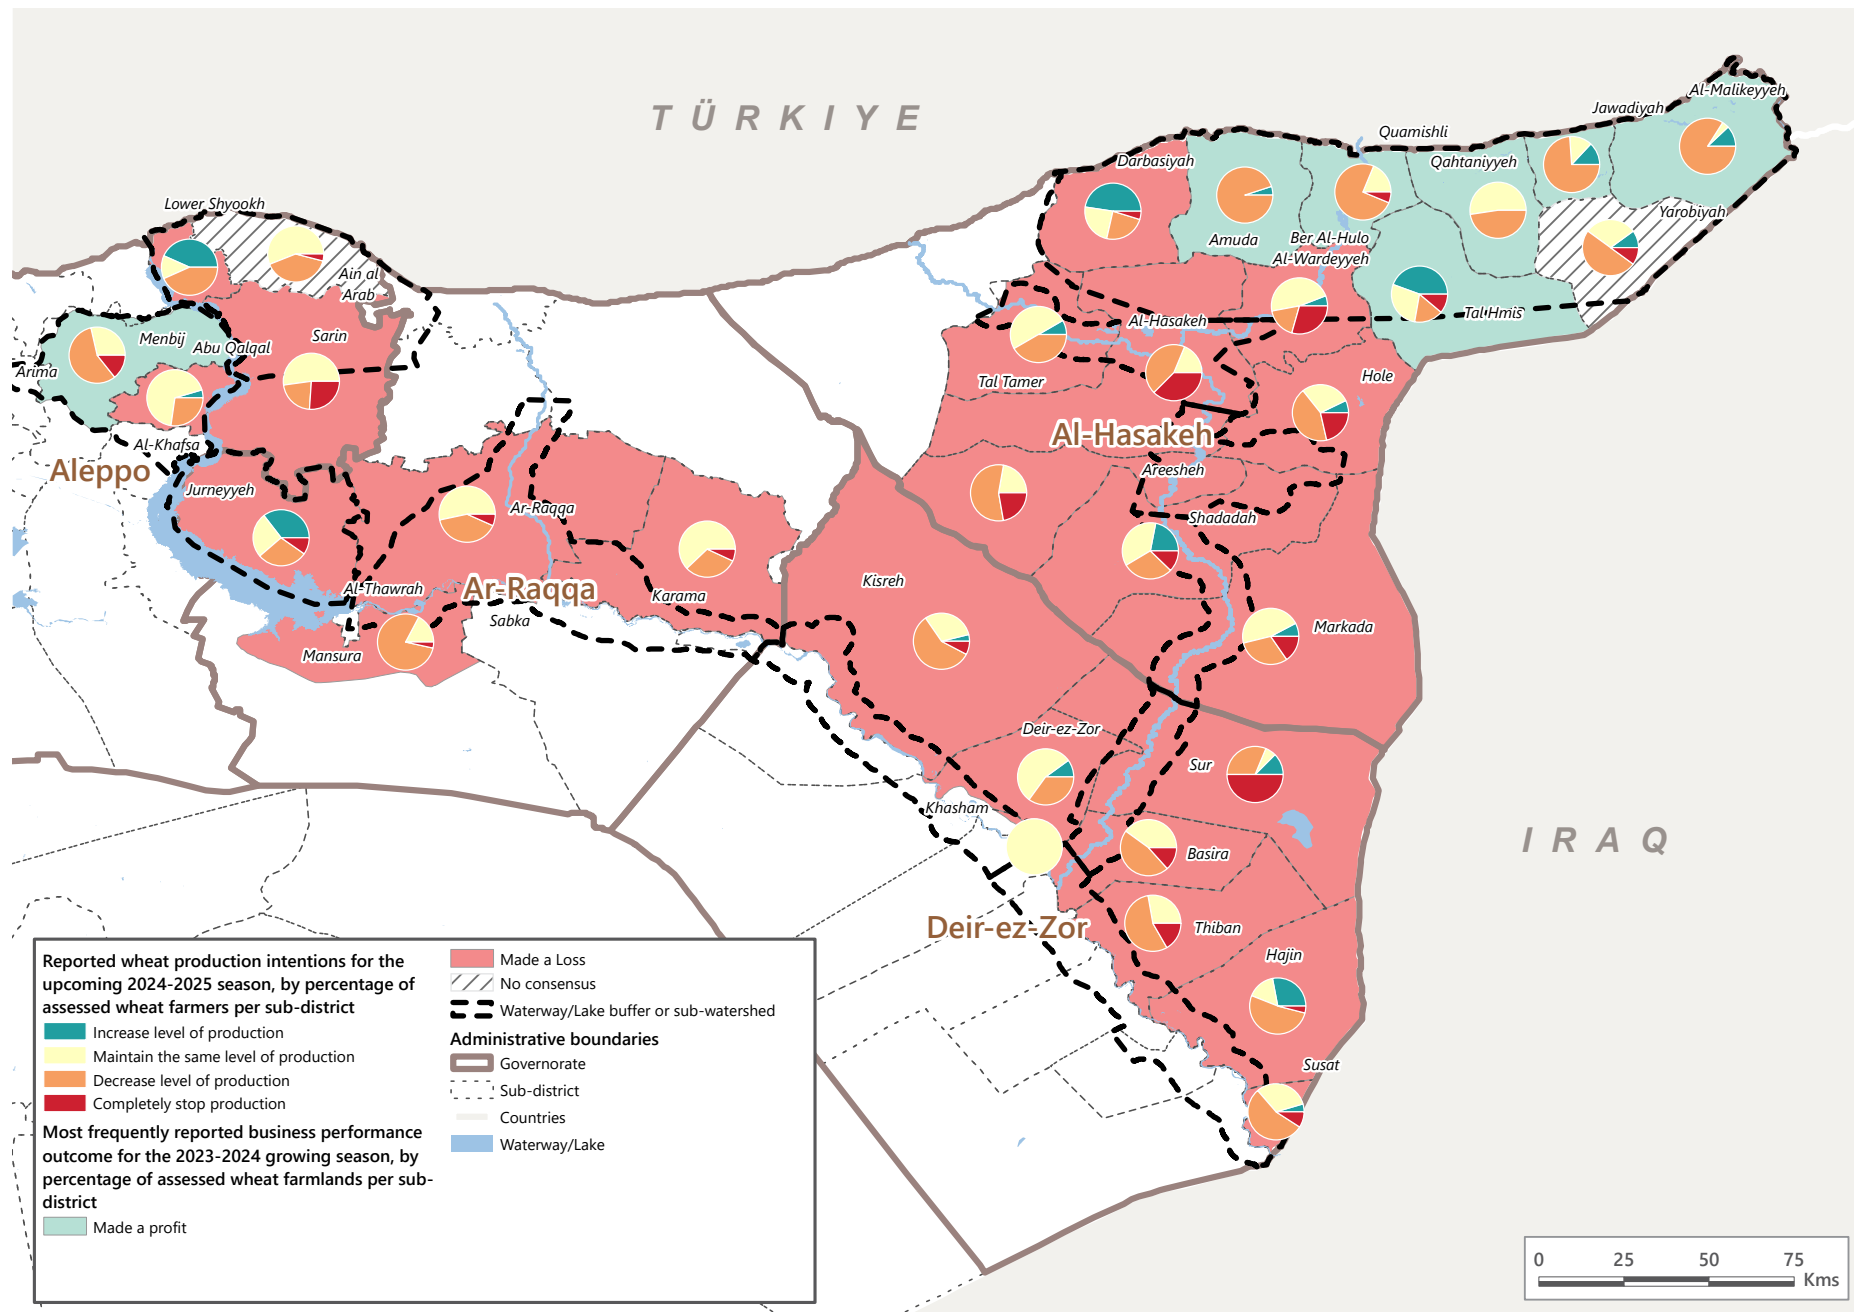 TÜRKIYE
Al-Malikeyyeh
Jawadiyah
Quamishli
Darbasiyah
Qahtaniyyeh
Lower Shyookh
Yarobiyah
Amuda
Ber Al-Hulo
Al-Wardeyyeh
Ain al
Arab
Tal Hmis
Al-Hasakeh
Menbij
Sarin
Abu Qalqal
Arima
Tal Tamer
Hole
Al-Hasakeh
Al-Khafsa
Aleppo
Areesheh
Jurneyyeh
Ar-Raqqa
Shadadah
Kisreh
Al-Thawrah
Ar-Raqqa
Karama
Sabka
Markada
Mansura
Deir-ez-Zor
Sur
Khasham
IRAQ
Basira
Deir-ez-Zor
Thiban
Hajin
Susat
Reported wheat production intentions for the
upcoming 2024-2025 season, by percentage of
assessed wheat farmers per sub-district
Increase level of production
Maintain the same level of production
Decrease level of production
Completely stop production
Most frequently reported business performance
outcome for the 2023-2024 growing season, by
percentage of assessed wheat farmlands per sub-
district
Made a profit
Made a Loss
No consensus
Waterway/Lake buffer or sub-watershed
Administrative boundaries
Governorate
Sub-district
Countries
Waterway/Lake
0 25 50 75
Kms